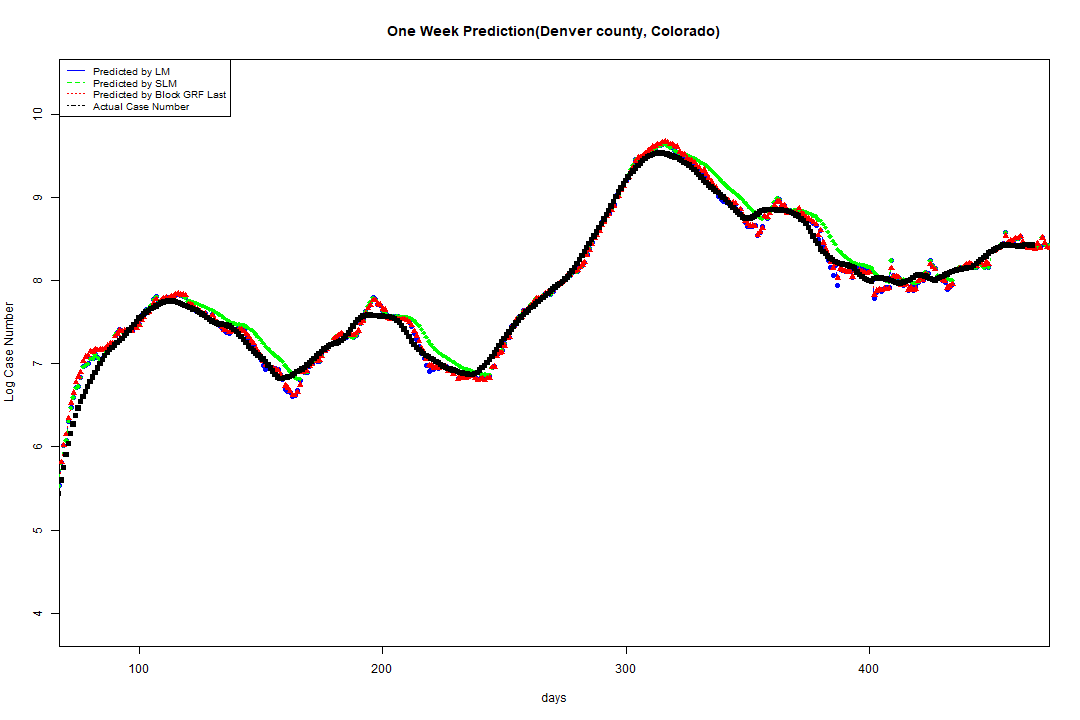 One Week Prediction(Denver county, Colorado)
Predicted by LM
Predicted by SLM
Predicted by Block GRF Last
Actual Case Number
10
9
8
7
6
5
4
Log Case Number
100 200 300 400
days